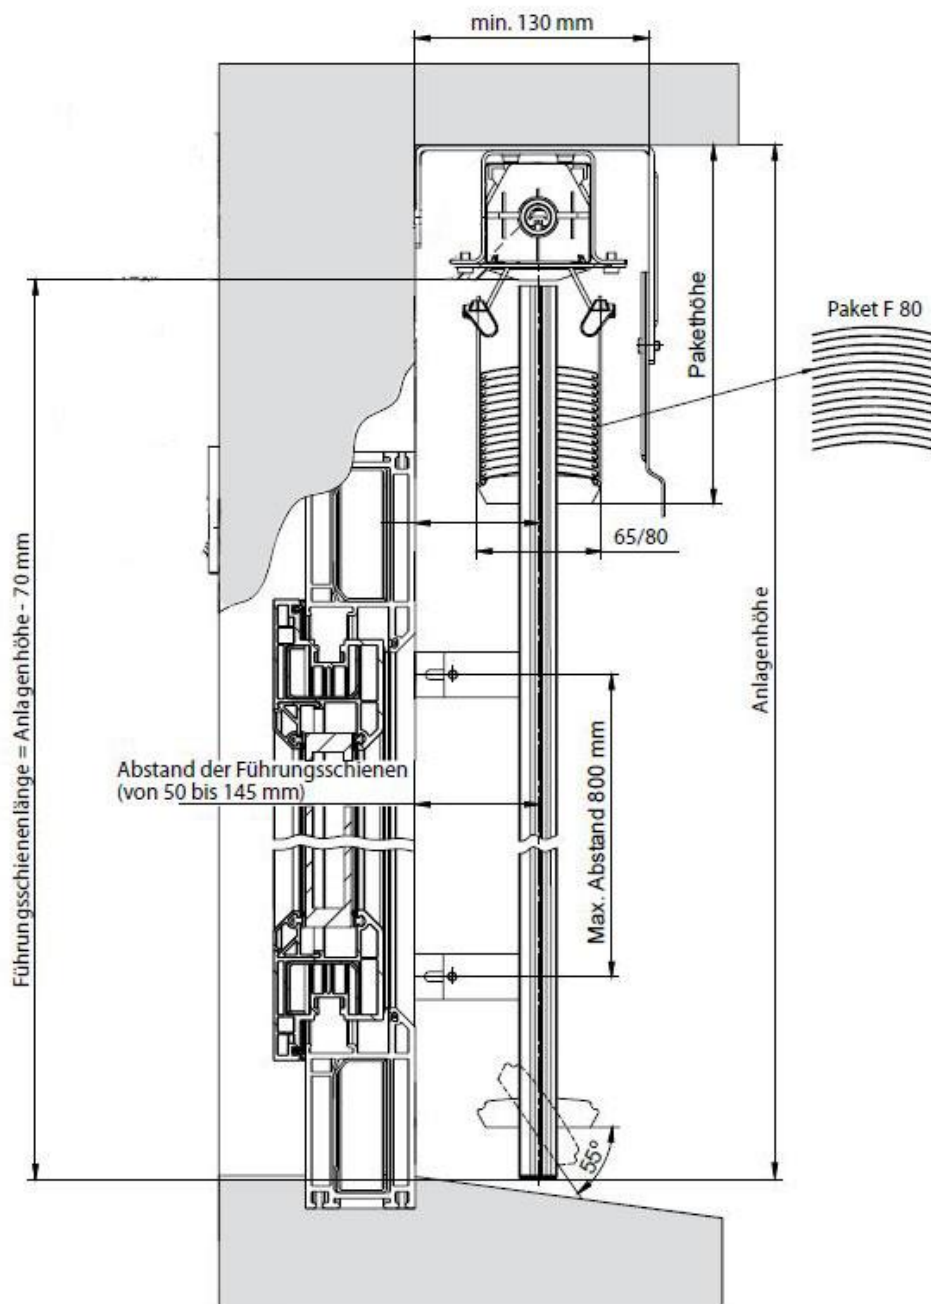 min. 130 mm
Pakethöhe
Paket F 80
65/80
Führungsschienenlänge = Anlagenhöhe - 70 mm
Anlagenhöhe
Abstand der Führungsschienen
(von 50 bis 145 mm)
Max. Abstand 800 mm
55°